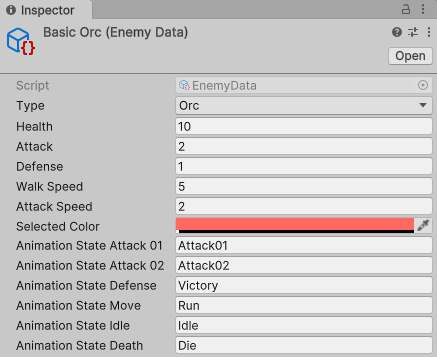 Inspector
Basic Orc (Enemy Data)
Open
Script EnemyData
Type Orc
Health 10
Attack 2
Defense 1
Walk Speed 5
Attack Speed 2
Selected Color
Animation State Attack 01 Attack01
Animation State Attack 02 Attack02
Animation State Defense Victory
Animation State Move Run
Animation State Idle Idle
Animation State Death Die